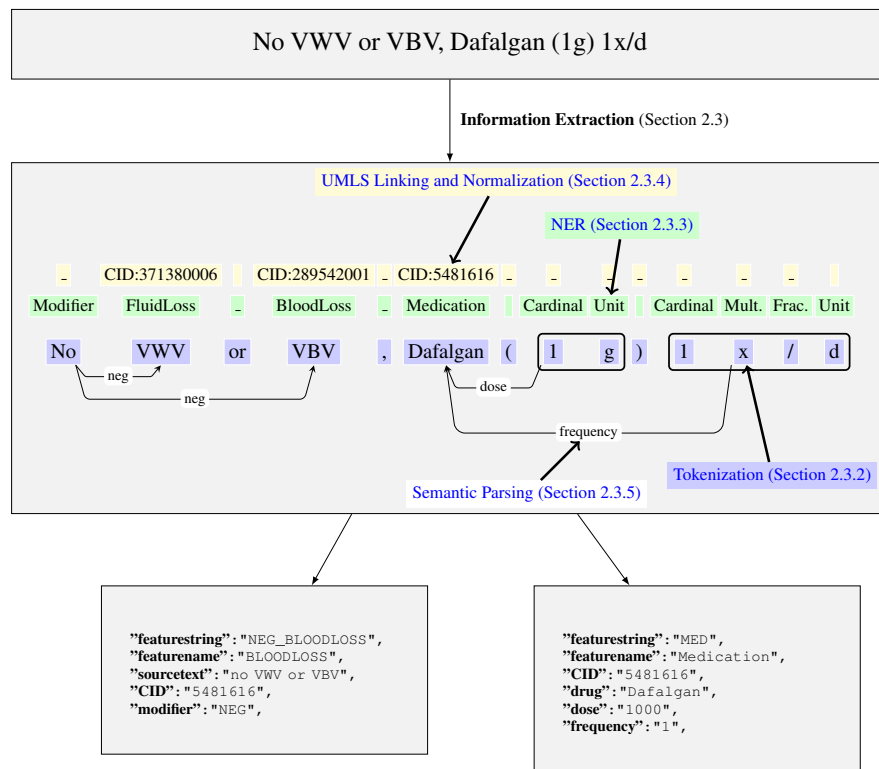 No VWV or VBV, Dafalgan (1g) 1x/d
Information Extraction (Section 2.3)
UMLS Linking and Normalization (Section 2.3.4)
NER (Section 2.3.3)
- CID:371380006 CID:289542001 - CID:5481616 - - - - - - -
Modifier FluidLoss - BloodLoss - Medication Cardinal Unit Cardinal Mult. Frac. Unit
No VWV or VBV , Dafalgan ( 1 g ) 1 x / d
neg
dose
neg
frequency
Tokenization (Section 2.3.2)
Semantic Parsing (Section 2.3.5)
”featurestring”:"NEG_BLOODLOSS",
”featurename”:"BLOODLOSS",
”sourcetext”:"no VWV or VBV",
”CID”:"5481616",
”modifier”:"NEG",
”featurestring”:"MED",
”featurename”:"Medication",
”CID”:"5481616",
”drug”:"Dafalgan",
”dose”:"1000",
”frequency”:"1",